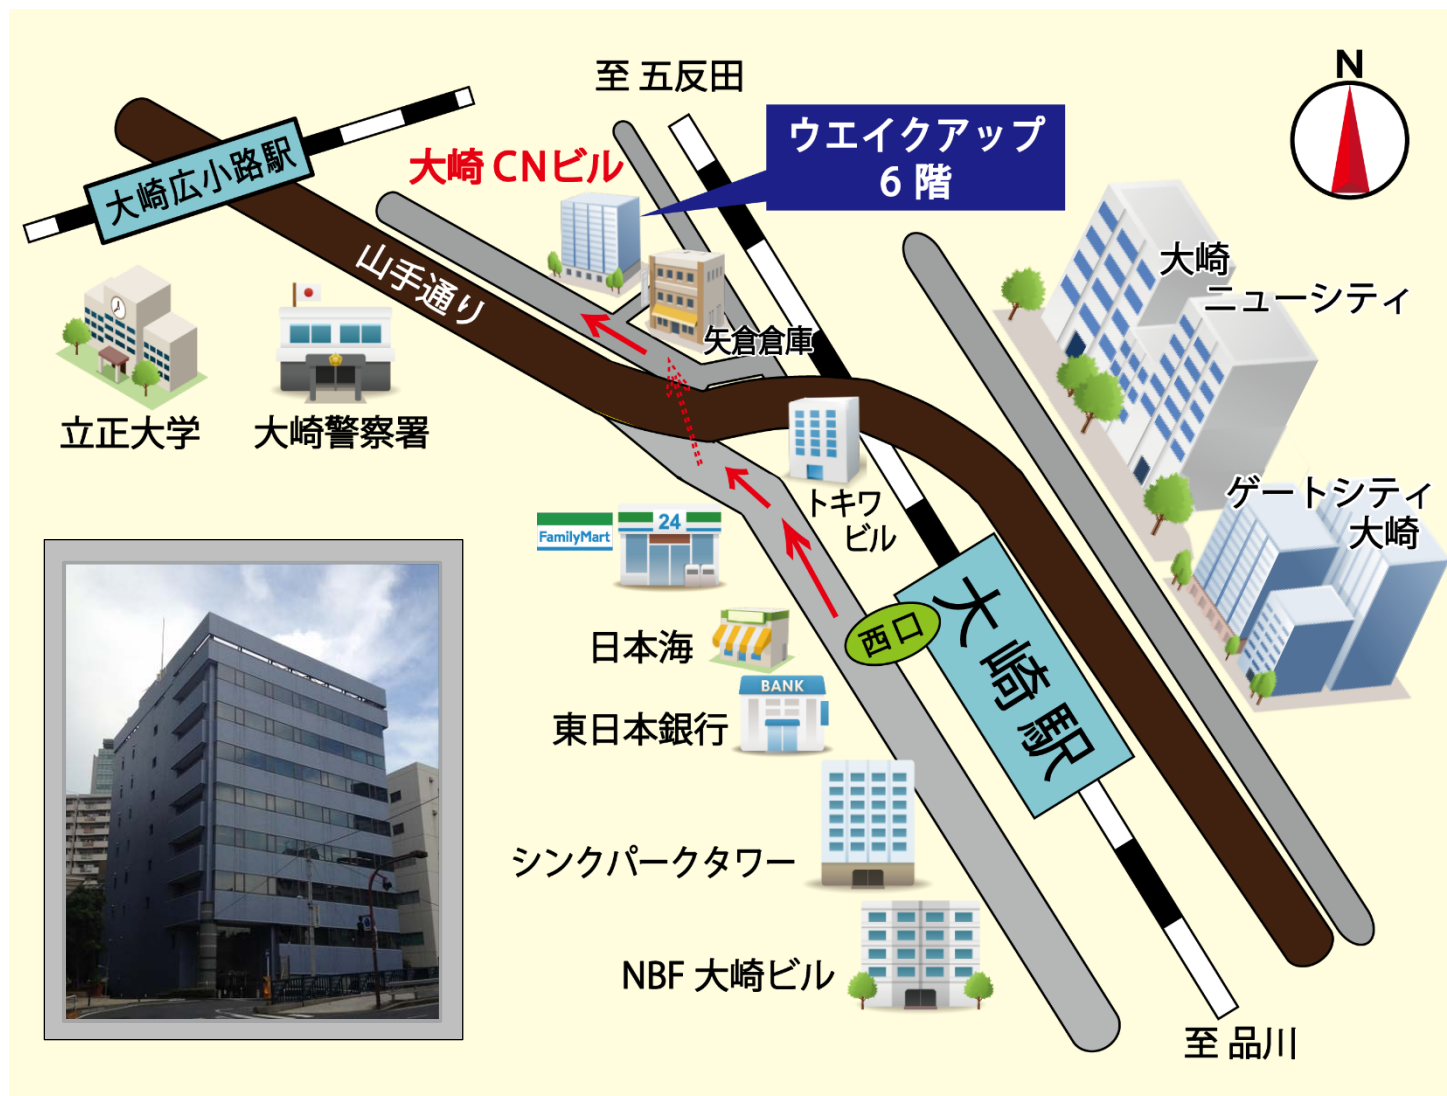 至 五反田
N
ウエイクアップ
6 階
大崎 CNビル
大崎広小路駅
山手通り
大崎
ニューシティ
矢倉倉庫
立正大学
大崎警察署
トキワ
ビル
ゲートシティ
大崎
24
FamilyMart
西口
大崎駅
日本海
BANK
東日本銀行
シンクパークタワー
NBF 大崎ビル
至 品川